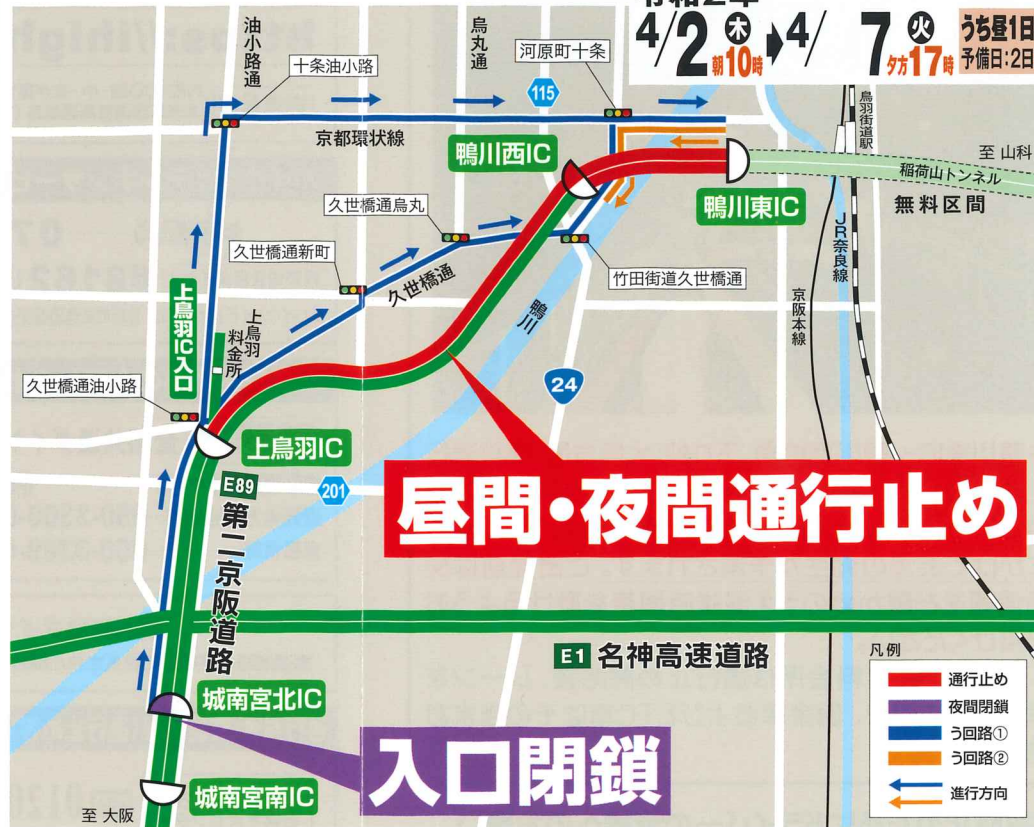 令和2年
4/2 木 朝10時 4/7 火 夕方17時
うち昼1日
予備日:2日
油小路通
烏丸通
河原町十条
十条油小路
115
鳥羽街道駅
京都環状線
鴨川西IC
至 山科
稲荷山トンネル
無料区間
鴨川東IC
久世橋通烏丸
久世橋通新町
久世橋通
竹田街道久世橋通
JR奈良線
京阪本線
鴨川
上鳥羽IC入口
上鳥羽
料金所
久世橋通油小路
24
上鳥羽IC
E89 第二京阪道路
201
昼間・夜間通行止め
E1 名神高速道路
城南宮北IC
入口閉鎖
城南宮南IC
至 大阪
凡例
通行止め
夜間閉鎖
う回路①
う回路②
進行方向